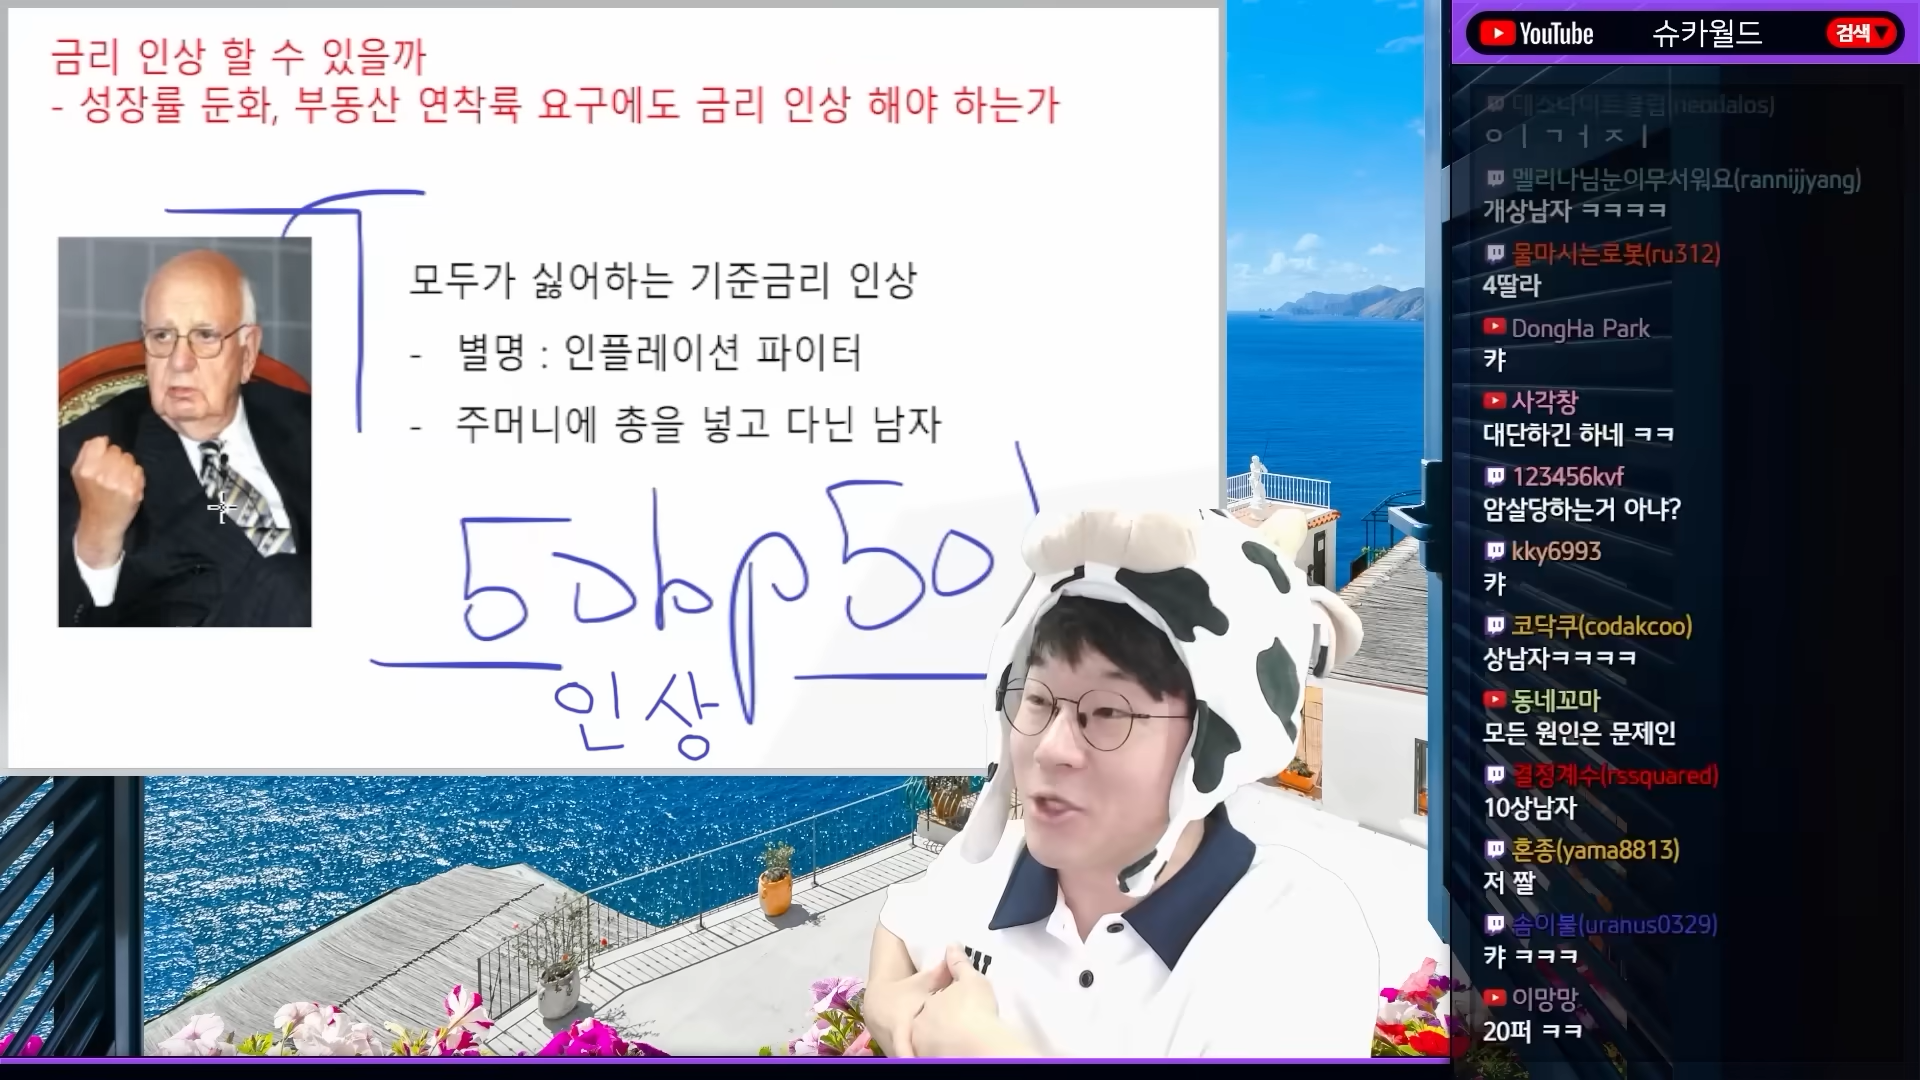 금리 인상 할 수 있을까
- 성장률 둔화, 부동산 연착륙 요구에도 금리 인상 해야 하는가
모두가 싫어하는 기준금리 인상
- 별명 : 인플레이션 파이터
- 주머니에 총을 넣고 다닌 남자
50bp 50
인상
YouTube 슈카월드 검색
ㅇㅣㄱㅓㅈㅣ
멜리나님눈이무서워요(rannijjyang)
개상남자 ㅋㅋㅋㅋ
물마시는로봇(ru312)
4딸라
DongHa Park
캬
사각창
대단하긴 하네 ㅋㅋ
123456kvf
암살당하는거 아냐?
kky6993
캬
코닥쿠(codakcoo)
상남자ㅋㅋㅋㅋ
동네꼬마
모든 원인은 문제인
결정계수(rssquared)
10상남자
혼종(yama8813)
저 짤
솜이불(uranus0329)
캬 ㅋㅋㅋ
이망망
20퍼 ㅋㅋ